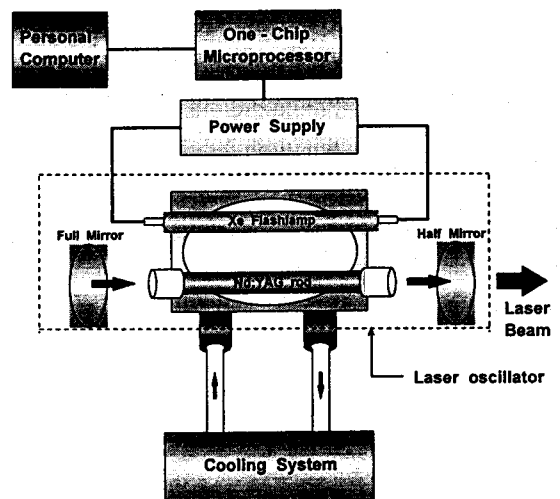 Personal
Computer
One - Chip
Microprocessor
Power Supply
Xe Flashlamp
Full Mirror
Half Mirror
Nd:YAG rod
Laser
Beam
Laser oscillator
Cooling System